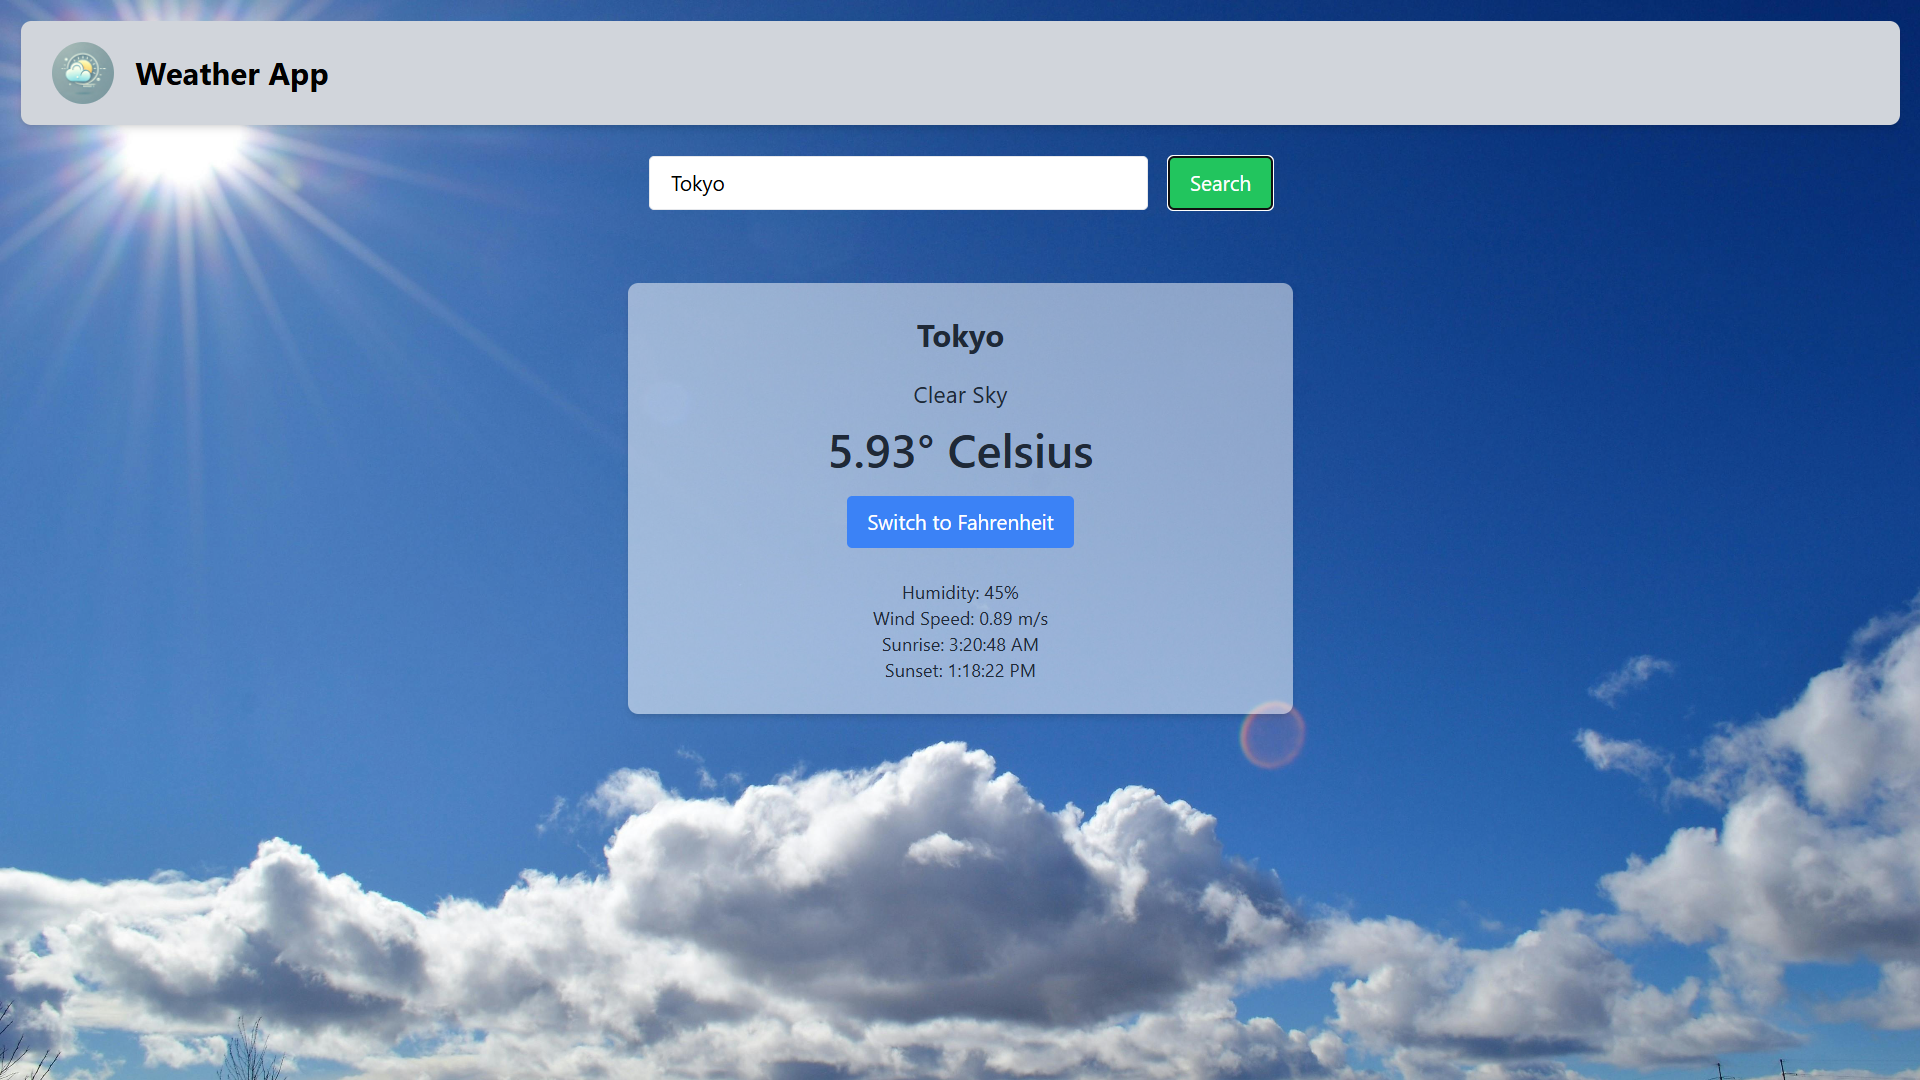 Weather App
Tokyo
Search
Tokyo
Clear Sky
5.93° Celsius
Switch to Fahrenheit
Humidity: 45%
Wind Speed: 0.89 m/s
Sunrise: 3:20:48 AM
Sunset: 1:18:22 PM